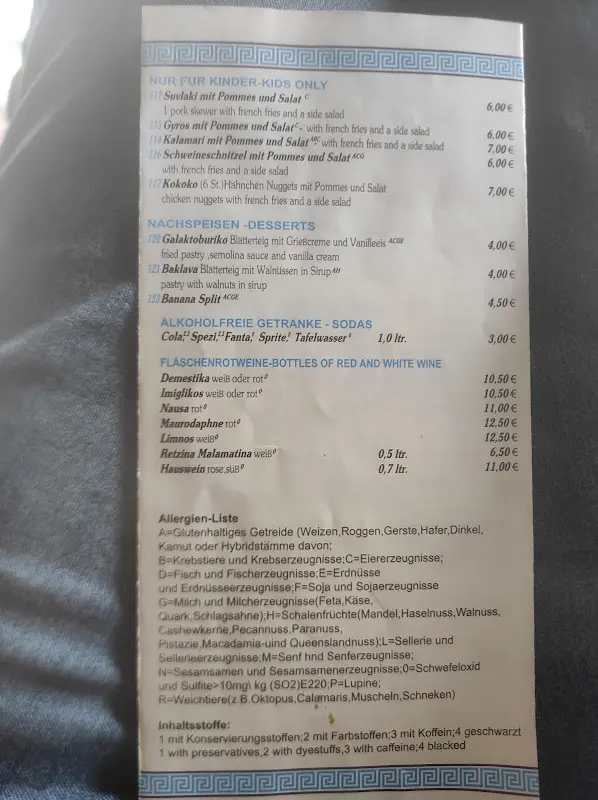 NUR FUR KINDER-KIDS ONLY
112 Suvlaki mit Pommes und Salat C 6,00 €
1 pork skewer with french fries and a side salad
113 Gyros mit Pommes und Salat C- with french fries and a side salad 6,00 €
114 Kalamari mit Pommes und Salat ABC with french fries and a side salad 7,00 €
116 Schweineschnitzel mit Pommes und Salat ACG 6,00 €
with french fries and a side salad
117 Kokoko (6 St.)Hähnchen Nuggets mit Pommes und Salat 7,00 €
chicken nuggets with french fries and a side salad
NACHSPEISEN -DESSERTS
120 Galaktoburiko Blätterteig mit Grießcreme und Vanilleeis ACGE 4,00 €
fried pastry ,semolina sauce and vanilla cream
121 Baklava Blätterteig mit Walnüssen in Sirup AH 4,00 €
pastry with walnuts in sirup
122 Banana Split ACGE 4,50 €
ALKOHOLFREIE GETRANKE - SODAS
Cola, Spezi, Fanta, Sprite, Tafelwasser 1,0 ltr. 3,00 €
FLASCHENROTWEINE-BOTTLES OF RED AND WHITE WINE
Demestika weiß oder rot 0 10,50 €
Imiglikos weiß oder rot 0 10,50 €
Nausa rot 0 11,00 €
Maurodaphne rot 0 12,50 €
Limnos weiß 0 12,50 €
Retzina Malamatina weiß 0 0,5 ltr. 6,50 €
Hauswein rose,süß 0 0,7 ltr. 11,00 €
Allergien-Liste
A=Glutenhaltiges Getreide (Weizen,Roggen,Gerste,Hafer,Dinkel,
Kamut oder Hybridstämme davon;
B=Krebstiere und Krebserzeugnisse;C=Eiererzeugnisse;
D=Fisch und Fischerzeugnisse;E=Erdnüsse
und Erdnüsseerzeugnisse;F=Soja und Sojaerzeugnisse
G=Milch und Milcherzeugnisse(Feta,Käse,
Quark,Schlagsahne);H=Schalenfrüchte(Mandel,Haselnuss,Walnuss,
Cashewkerne,Pecannuss,Paranuss,
Pistazie,Macadamia-uind Queenslandnuss);L=Sellerie und
Sellerieerzeugnisse;M=Senf hnd Senferzeugnisse;
N=Sesamsamen und Sesamsamenerzeugnisse;0=Schwefeloxid
und Sulfite>10mg\ kg (SO2)E220;P=Lupine;
R=Weichtiere(z.B.Oktopus,Calamaris,Muscheln,Schneken)
Inhaltsstoffe:
1 mit Konservierungsstoffen;2 mit Farbstoffen;3 mit Koffein;4 geschwarzt
1 with preservatives,2 with dyestuffs,3 with caffeine;4 blacked